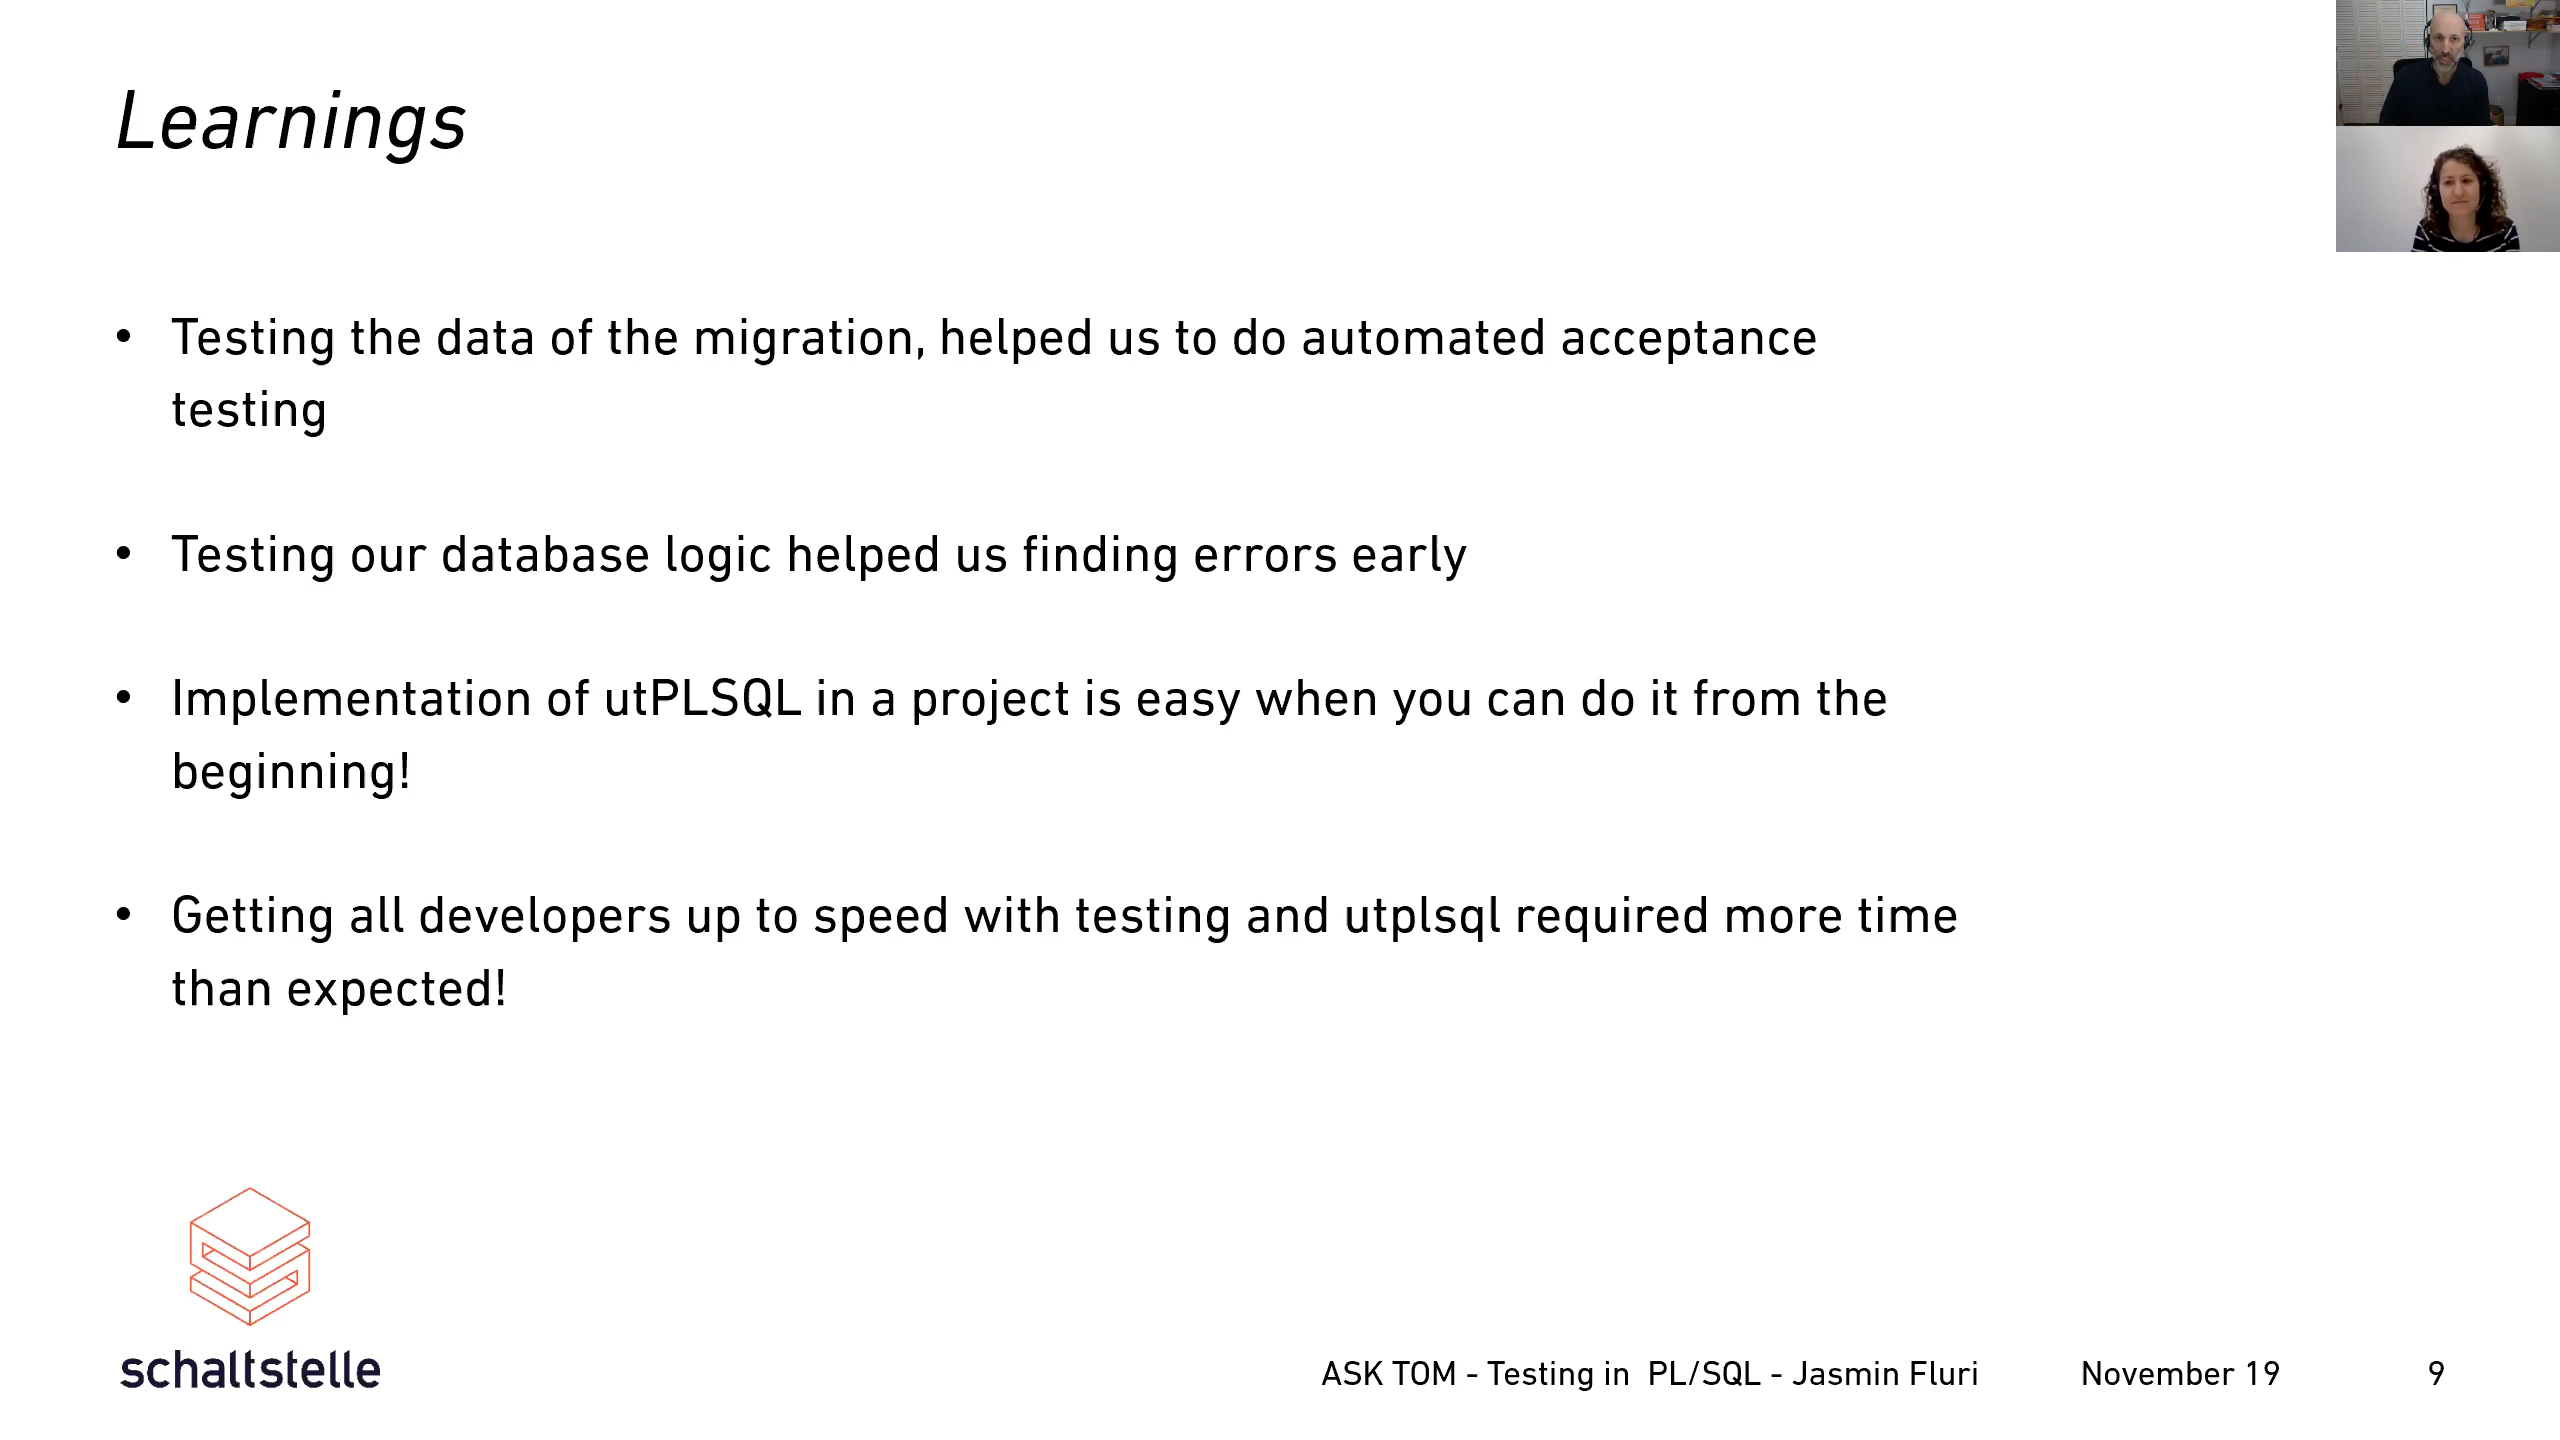 Learnings
• Testing the data of the migration, helped us to do automated acceptance
testing
• Testing our database logic helped us finding errors early
• Implementation of utPLSQL in a project is easy when you can do it from the
beginning!
• Getting all developers up to speed with testing and utplsql required more time
than expected!
schaltstelle
ASK TOM - Testing in  PL/SQL - Jasmin Fluri November 19 9